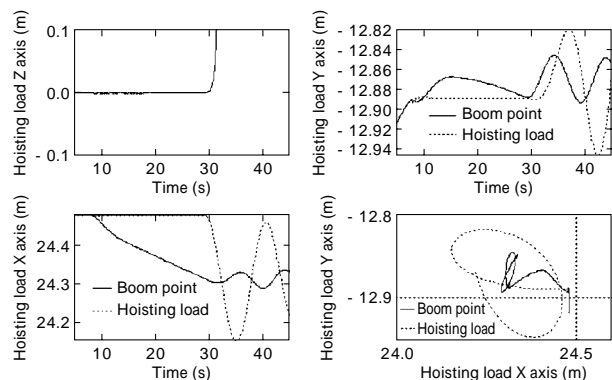 Hoisting load Z axis (m)
0.1
0.0
- 0.1
10 20 30 40
Time (s)
Hoisting load Y axis (m)
- 12.82
- 12.84
- 12.86
- 12.88
- 12.90
- 12.92
- 12.94
Boom point
Hoisting load
10 20 30 40
Time (s)
Hoisting load X axis (m)
24.4
24.3
24.2
Boom point
Hoisting load
10 20 30 40
Time (s)
Hoisting load Y axis (m)
- 12.8
- 12.9
Boom point
Hoisting load
24.0 24.5
Hoisting load X axis (m)